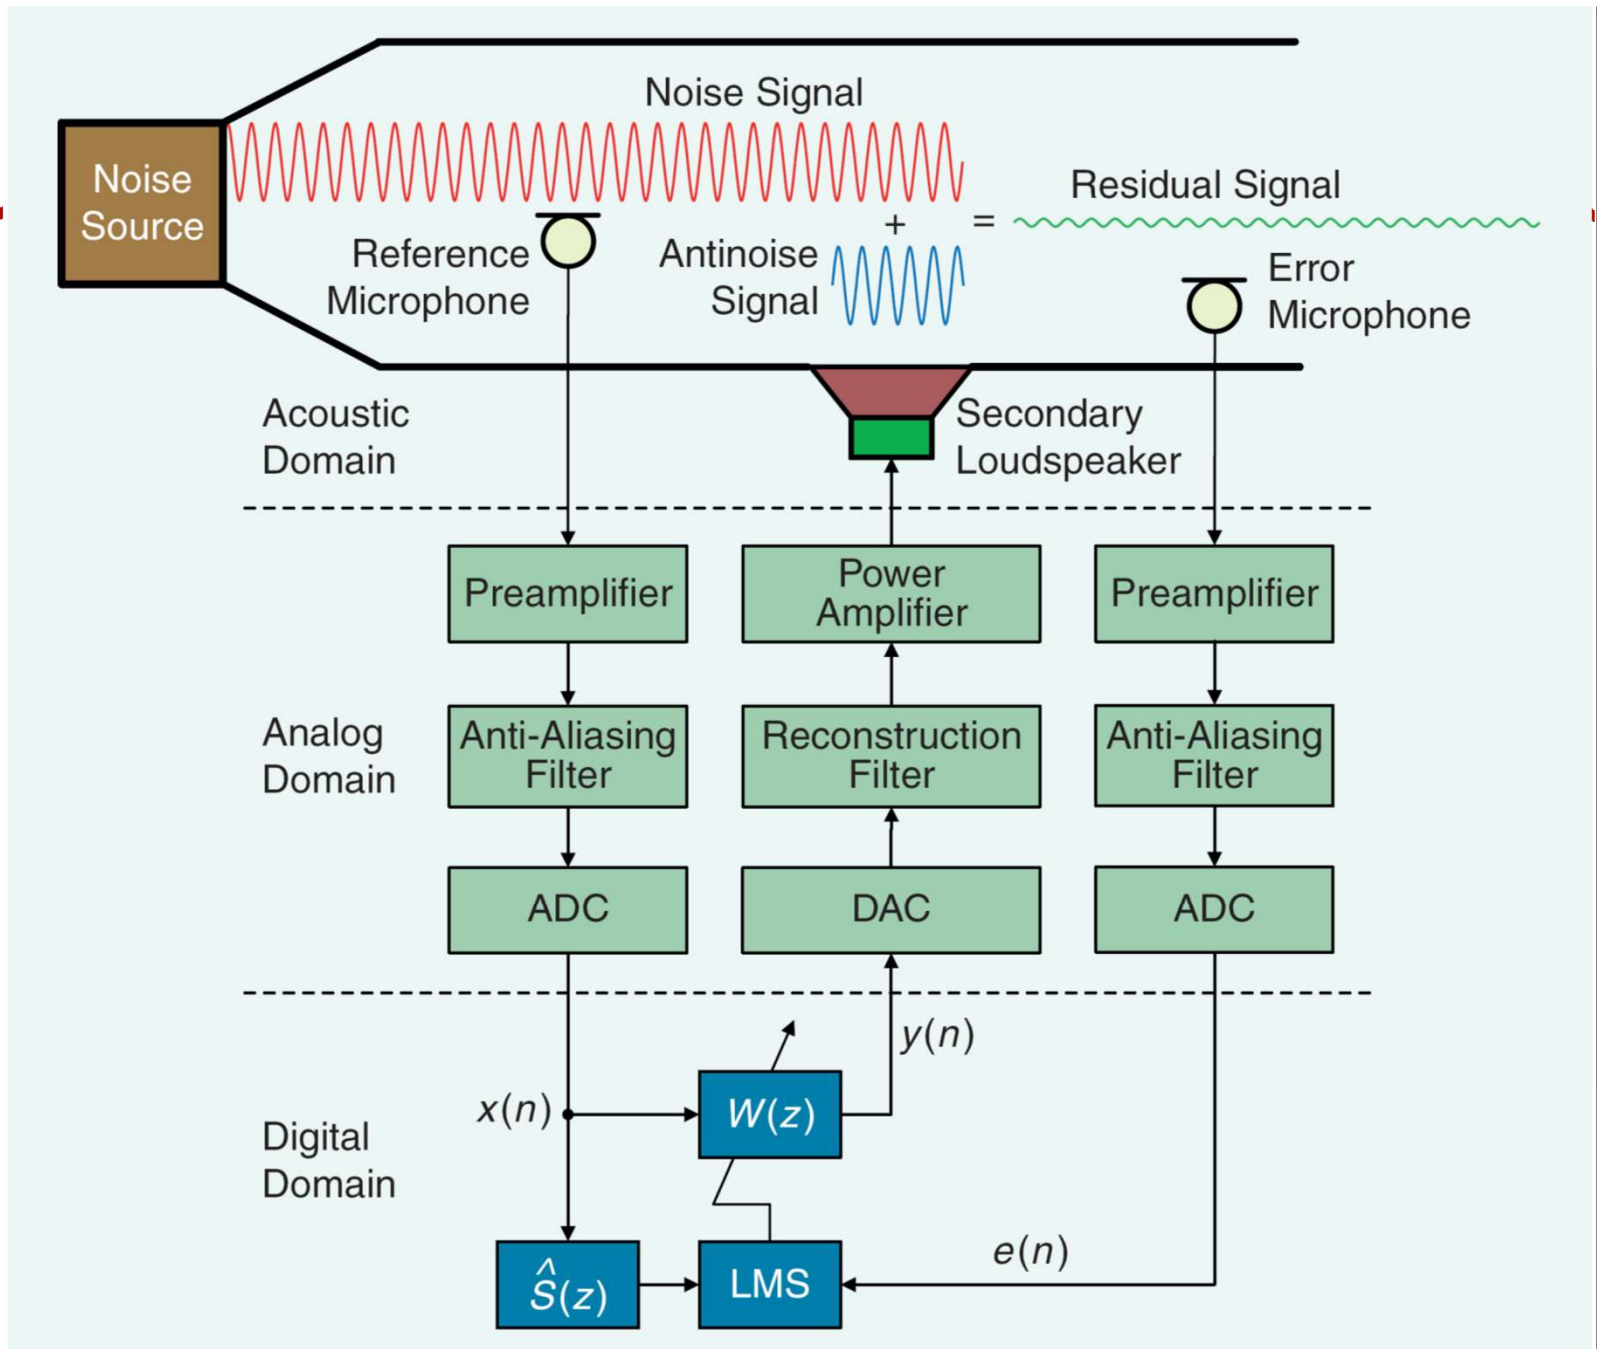 Noise Signal
Noise
Source
Residual Signal
+
=
Reference
Microphone
Antinoise
Signal
Error
Microphone
Acoustic
Domain
Secondary
Loudspeaker
Preamplifier
Power
Amplifier
Preamplifier
Analog
Domain
Anti-Aliasing
Filter
Reconstruction
Filter
Anti-Aliasing
Filter
ADC
DAC
ADC
y(n)
x(n)
W(z)
Digital
Domain
e(n)
Ŝ(z)
LMS